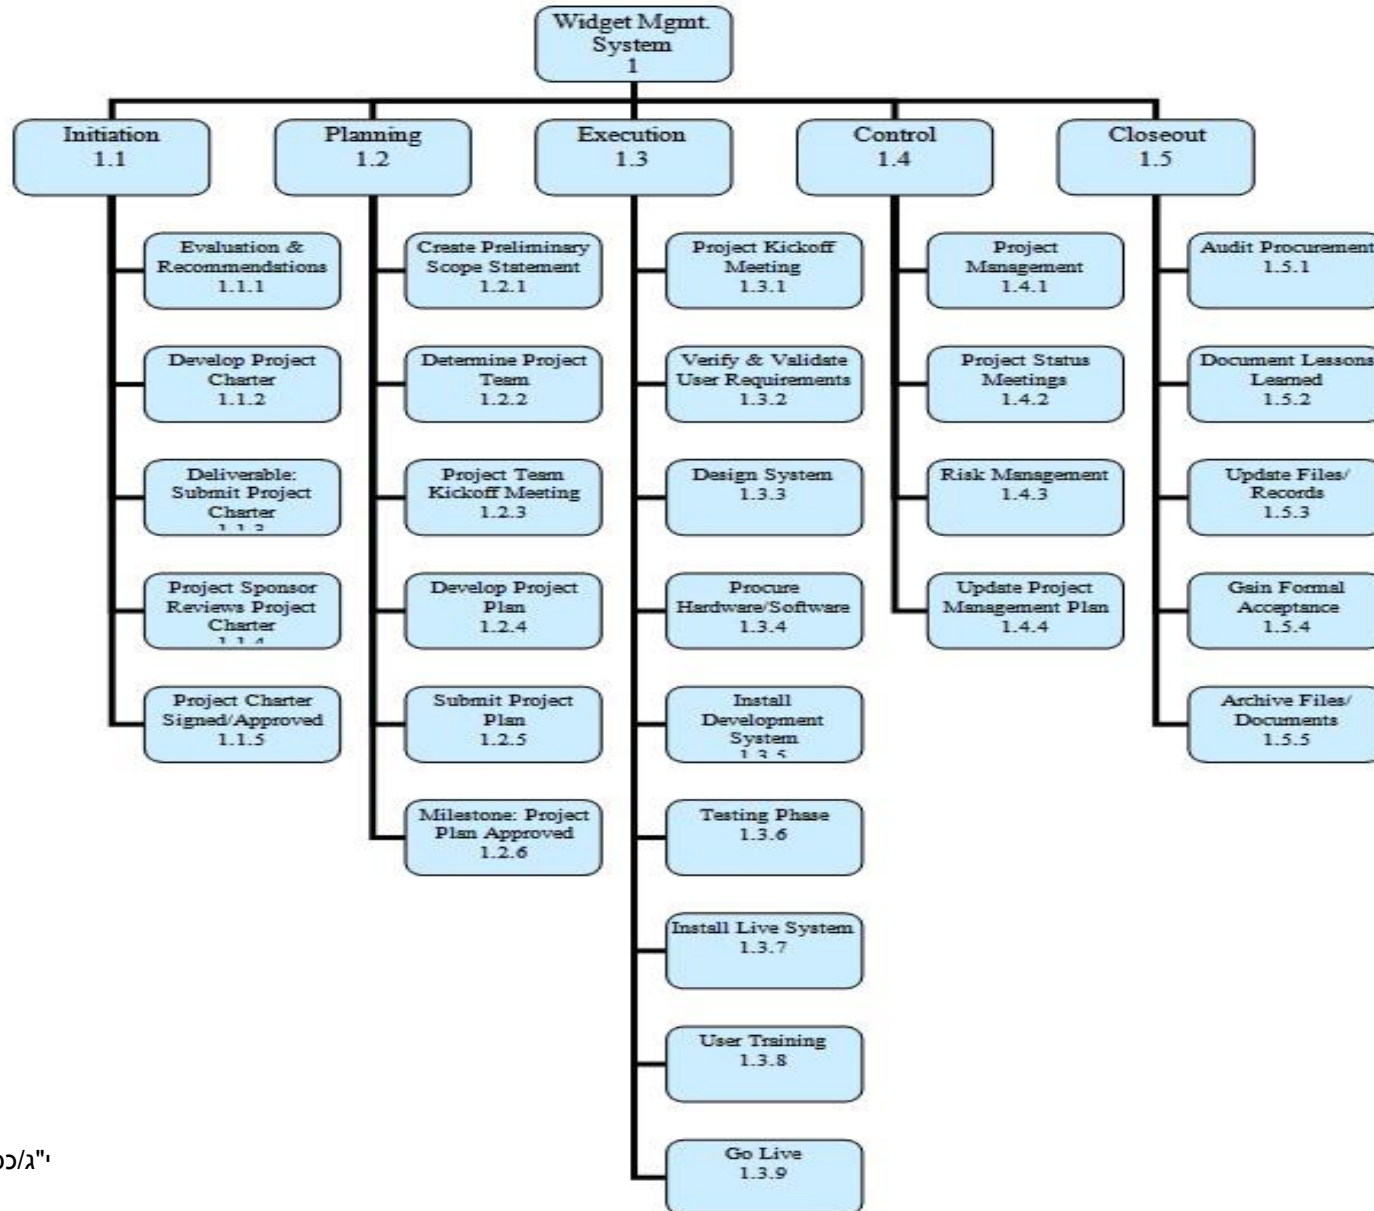 Widget Mgmt.
System
1
Initiation
1.1
Evaluation &
Recommendations
1.1.1
Develop Project
Charter
1.1.2
Deliverable:
Submit Project
Charter
1.1.3
Project Sponsor
Reviews Project
Charter
1.1.4
Project Charter
Signed/Approved
1.1.5
Planning
1.2
Create Preliminary
Scope Statement
1.2.1
Determine Project
Team
1.2.2
Project Team
Kickoff Meeting
1.2.3
Develop Project
Plan
1.2.4
Submit Project
Plan
1.2.5
Milestone: Project
Plan Approved
1.2.6
Execution
1.3
Project Kickoff
Meeting
1.3.1
Verify & Validate
User Requirements
1.3.2
Design System
1.3.3
Procure
Hardware/Software
1.3.4
Install
Development
System
1.3.5
Testing Phase
1.3.6
Install Live System
1.3.7
User Training
1.3.8
Go Live
1.3.9
Control
1.4
Project
Management
1.4.1
Project Status
Meetings
1.4.2
Risk Management
1.4.3
Update Project
Management Plan
1.4.4
Closeout
1.5
Audit Procurement
1.5.1
Document Lessons
Learned
1.5.2
Update Files/
Records
1.5.3
Gain Formal
Acceptance
1.5.4
Archive Files/
Documents
1.5.5